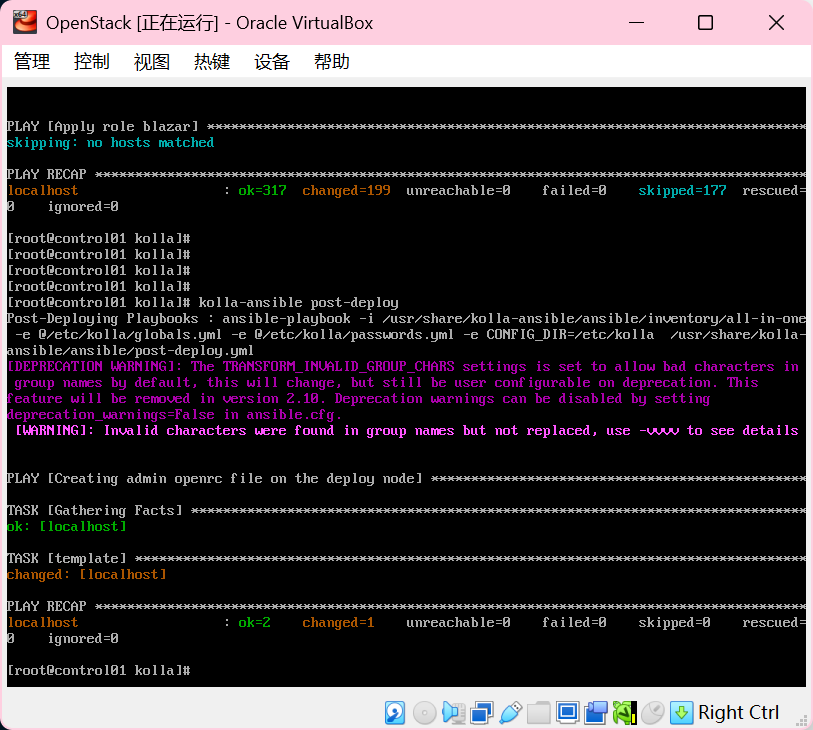 OpenStack [正在运行] - Oracle VirtualBox
管理 控制 视图 热键 设备 帮助
PLAY [Apply role blazar] ***************************************************************************
skipping: no hosts matched
PLAY RECAP *****************************************************************************************
localhost                  : ok=317  changed=199  unreachable=0    failed=0    skipped=177  rescued=
0    ignored=0
[root@control01 kolla]#
[root@control01 kolla]#
[root@control01 kolla]#
[root@control01 kolla]#
[root@control01 kolla]# kolla-ansible post-deploy
Post-Deploying Playbooks : ansible-playbook -i /usr/share/kolla-ansible/ansible/inventory/all-in-one
-e @/etc/kolla/globals.yml -e @/etc/kolla/passwords.yml -e CONFIG_DIR=/etc/kolla  /usr/share/kolla-
ansible/ansible/post-deploy.yml
[DEPRECATION WARNING]: The TRANSFORM_INVALID_GROUP_CHARS settings is set to allow bad characters in
group names by default, this will change, but still be user configurable on deprecation. This
feature will be removed in version 2.10. Deprecation warnings can be disabled by setting
deprecation_warnings=False in ansible.cfg.
[WARNING]: Invalid characters were found in group names but not replaced, use -vvvv to see details
PLAY [Creating admin openrc file on the deploy node] ***********************************************
TASK [Gathering Facts] *****************************************************************************
ok: [localhost]
TASK [template] ************************************************************************************
changed: [localhost]
PLAY RECAP *****************************************************************************************
localhost                  : ok=2    changed=1    unreachable=0    failed=0    skipped=0    rescued=
0    ignored=0
[root@control01 kolla]#
Right Ctrl